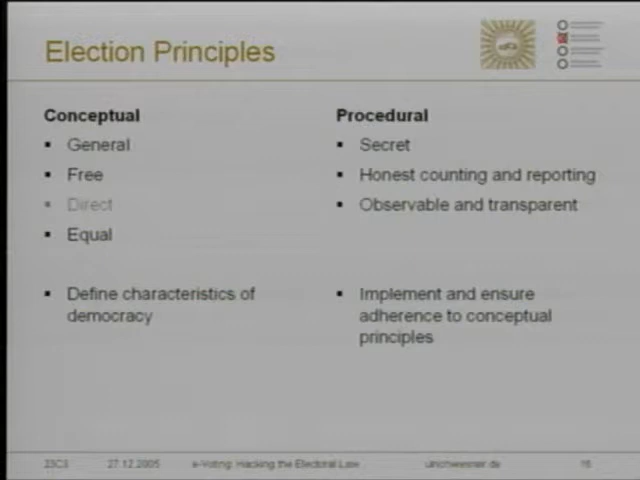 Election Principles
Conceptual
General
Free
Direct
Equal
Define characteristics of
democracy
Procedural
Secret
Honest counting and reporting
Observable and transparent
Implement and ensure
adherence to conceptual
principles
27.12.2005
e-Voting: Hacking the Electoral Law